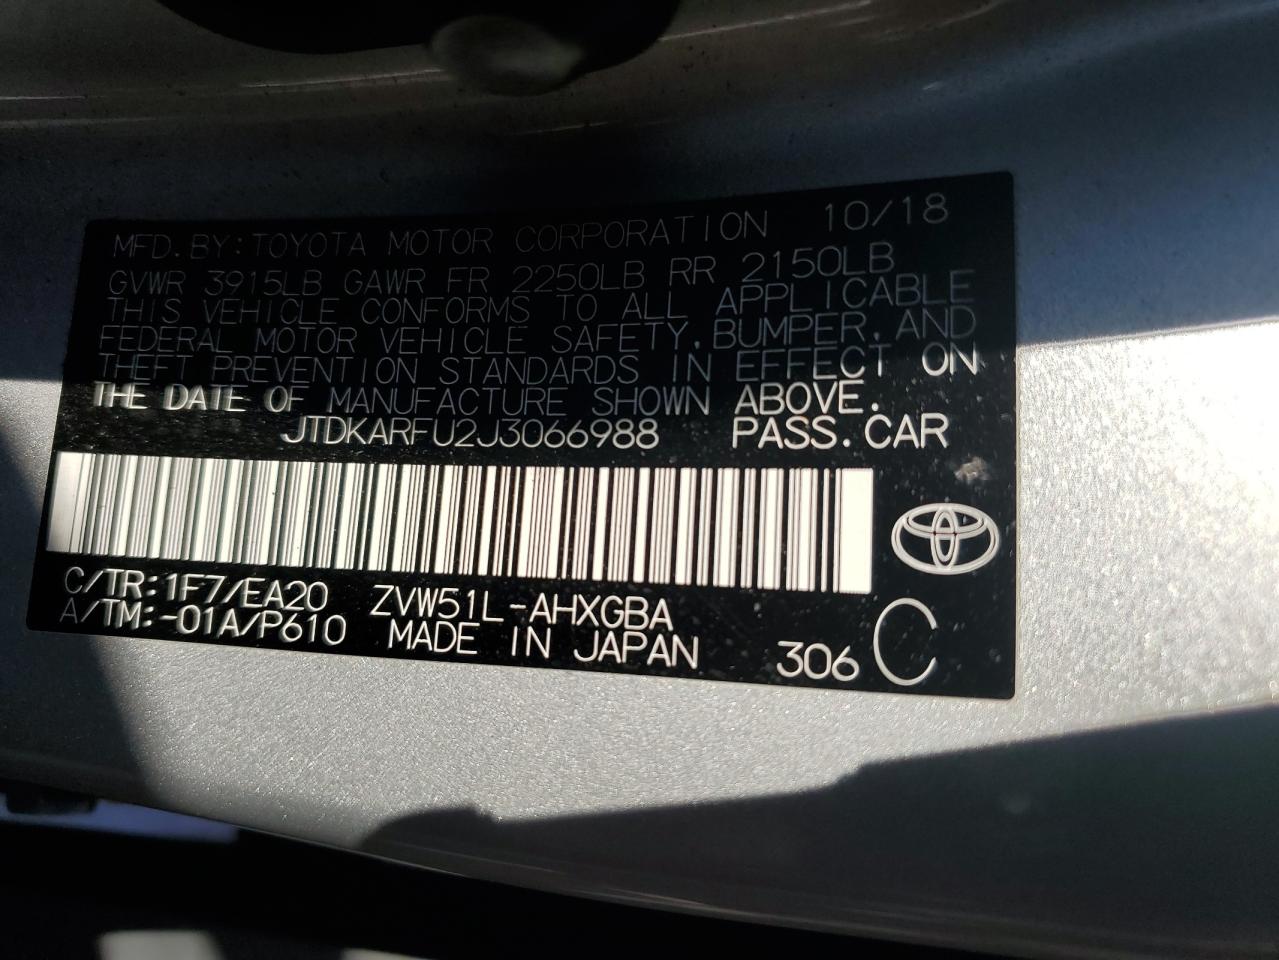 MFD. BY: TOYOTA MOTOR CORPORATION 10/18
GVWR 3915LB GAWR FR 2250LB RR 2150LB
THIS VEHICLE CONFORMS TO ALL APPLICABLE
FEDERAL MOTOR VEHICLE SAFETY, BUMPER, AND
THEFT PREVENTION STANDARDS IN EFFECT ON
THE DATE OF MANUFACTURE SHOWN ABOVE.
JTDKARFU2J3066988 PASS. CAR
C/TR: 1F7/EA20 ZVW51L-AHXGBA
A/TM: -01A/P610 MADE IN JAPAN 306 C